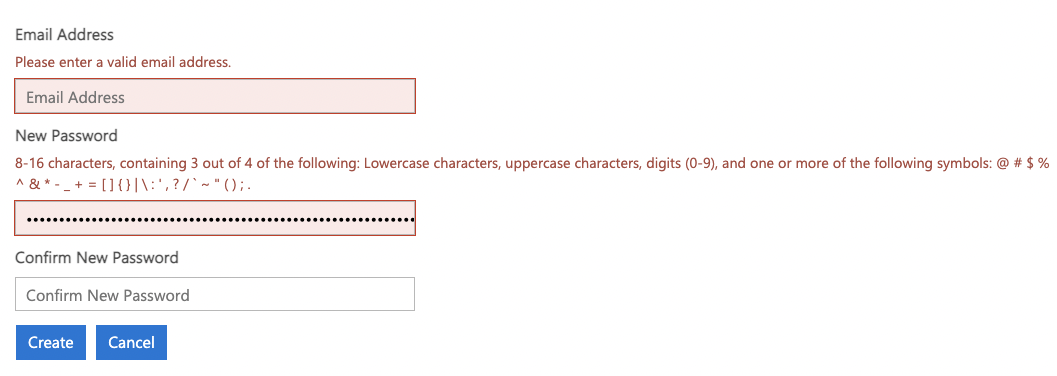 Email Address
Please enter a valid email address.
Email Address
New Password
8-16 characters, containing 3 out of 4 of the following: Lowercase characters, uppercase characters, digits (0-9), and one or more of the following symbols: @ # $ %
^ & * - _ + = [ ] { } | \ : ' , ? / ` ~ " ( ) ; .
Confirm New Password
Confirm New Password
Create Cancel